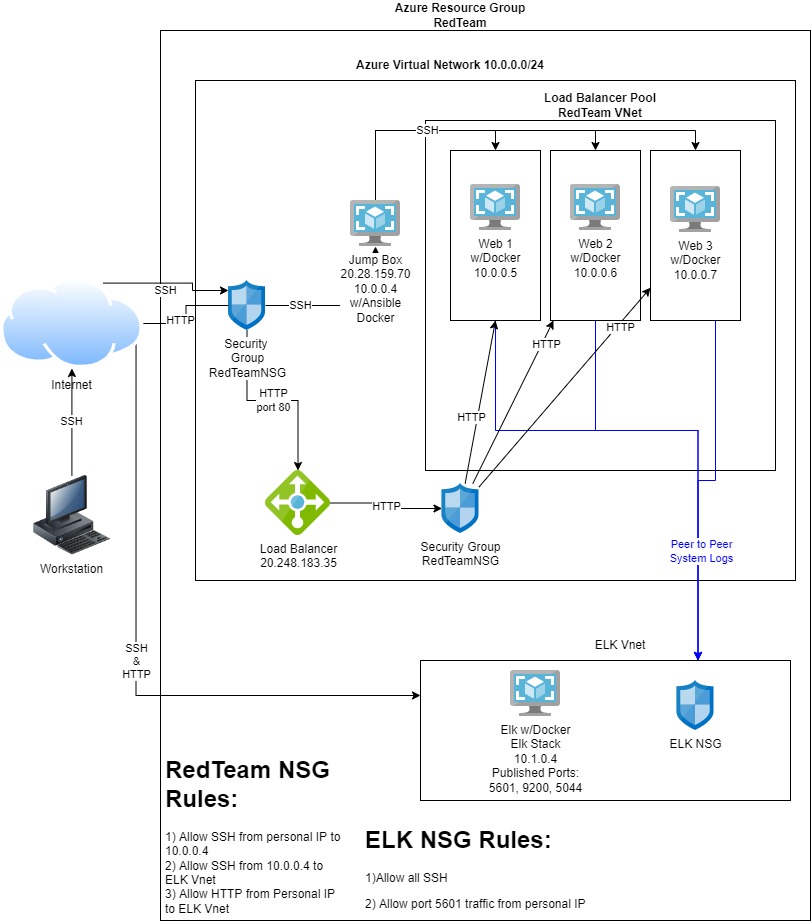 Azure Resource Group
RedTeam
Azure Virtual Network 10.0.0.0/24
Load Balancer Pool
RedTeam VNet
SSH
Jump Box
20.28.159.70
10.0.0.4
w/Ansible
Docker
Web 1
w/Docker
10.0.0.5
Web 2
w/Docker
10.0.0.6
Web 3
w/Docker
10.0.0.7
SSH
HTTP
SSH
Security
Group
RedTeamNSG
HTTP
port 80
HTTP
HTTP
HTTP
Internet
SSH
Workstation
Load Balancer
20.248.183.35
HTTP
Security Group
RedTeamNSG
Peer to Peer
System Logs
SSH
&
HTTP
ELK Vnet
Elk w/Docker
Elk Stack
10.1.0.4
Published Ports:
5601, 9200, 5044
ELK NSG
RedTeam NSG
Rules:
1) Allow SSH from personal IP to
10.0.0.4
2) Allow SSH from 10.0.0.4 to
ELK Vnet
3) Allow HTTP from Personal IP
to ELK Vnet
ELK NSG Rules:
1)Allow all SSH
2) Allow port 5601 traffic from personal IP